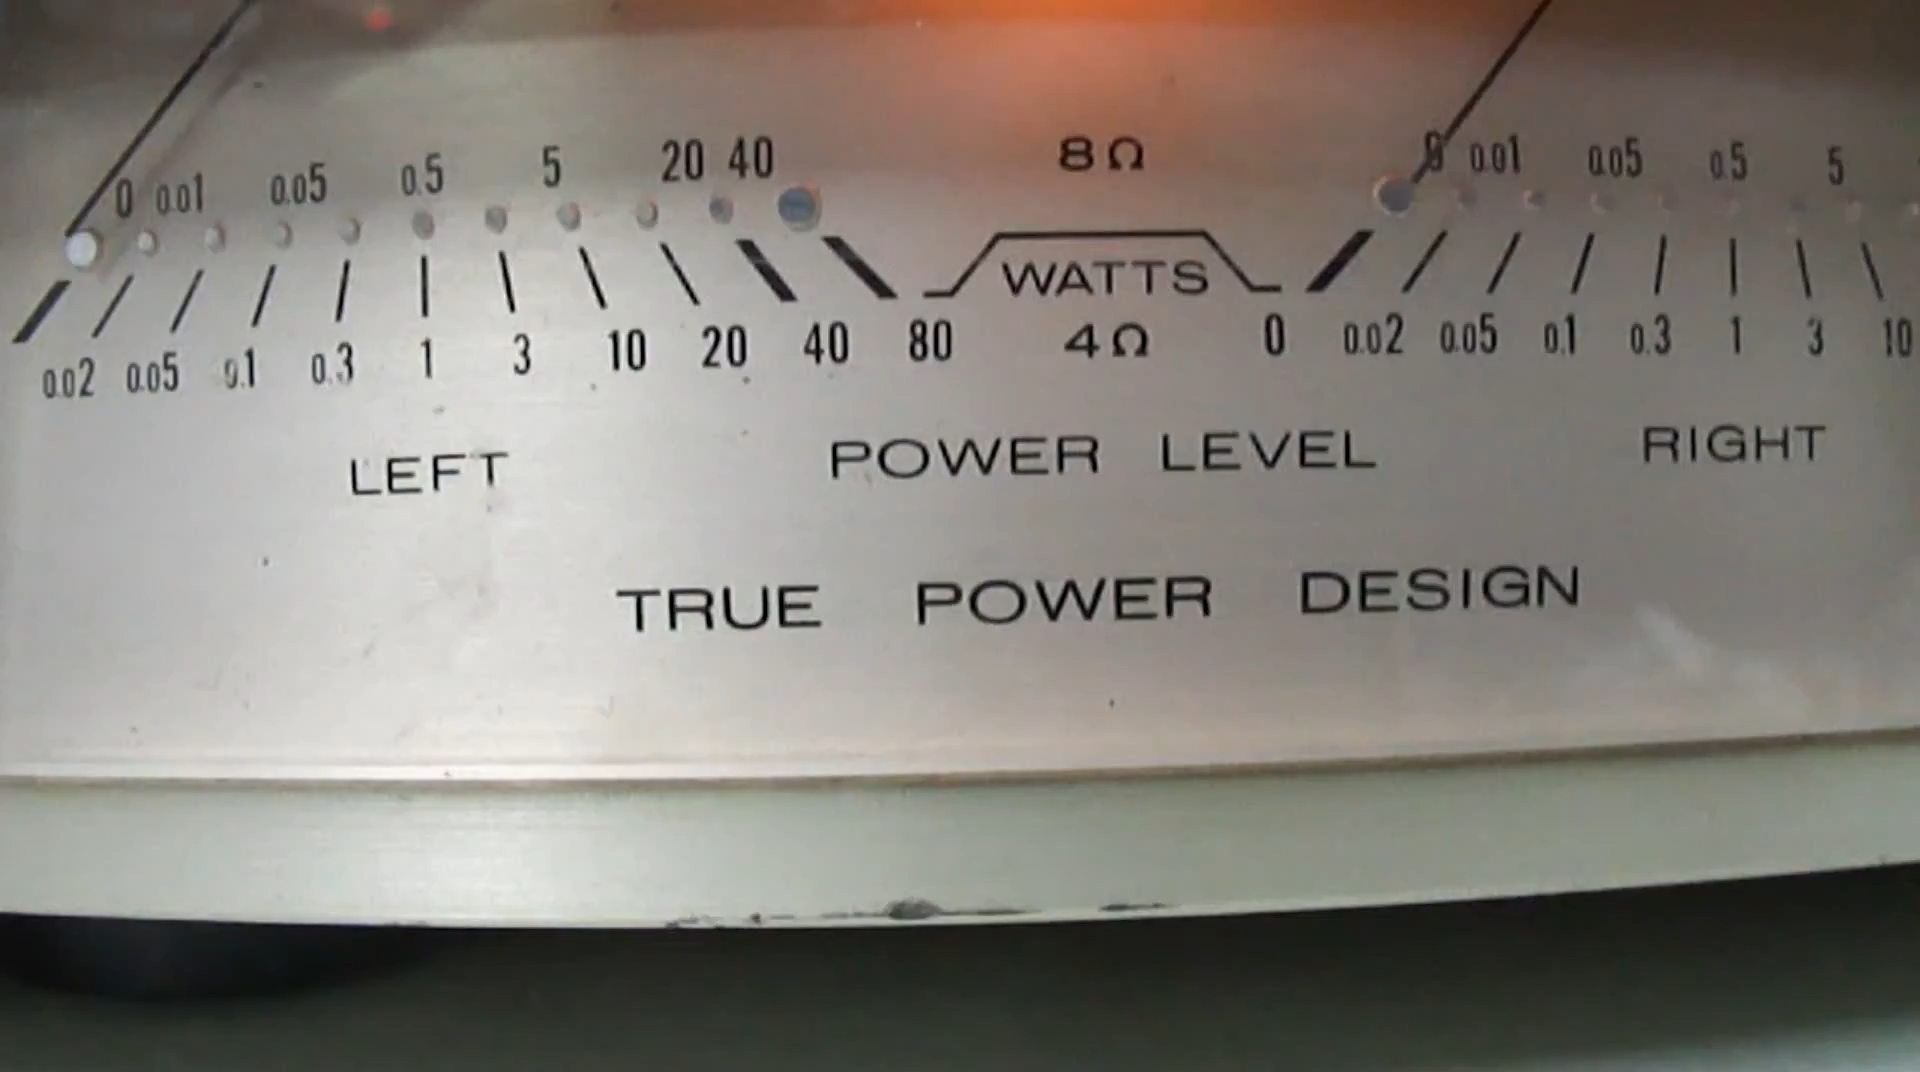 0 0.01 0.05 0.5 5 20 40 8Ω 0 0.01 0.05 0.5 5
WATTS
0.02 0.05 0.1 0.3 1 3 10 20 40 80 4Ω 0 0.02 0.05 0.1 0.3 1 3 10
LEFT POWER LEVEL RIGHT
TRUE POWER DESIGN